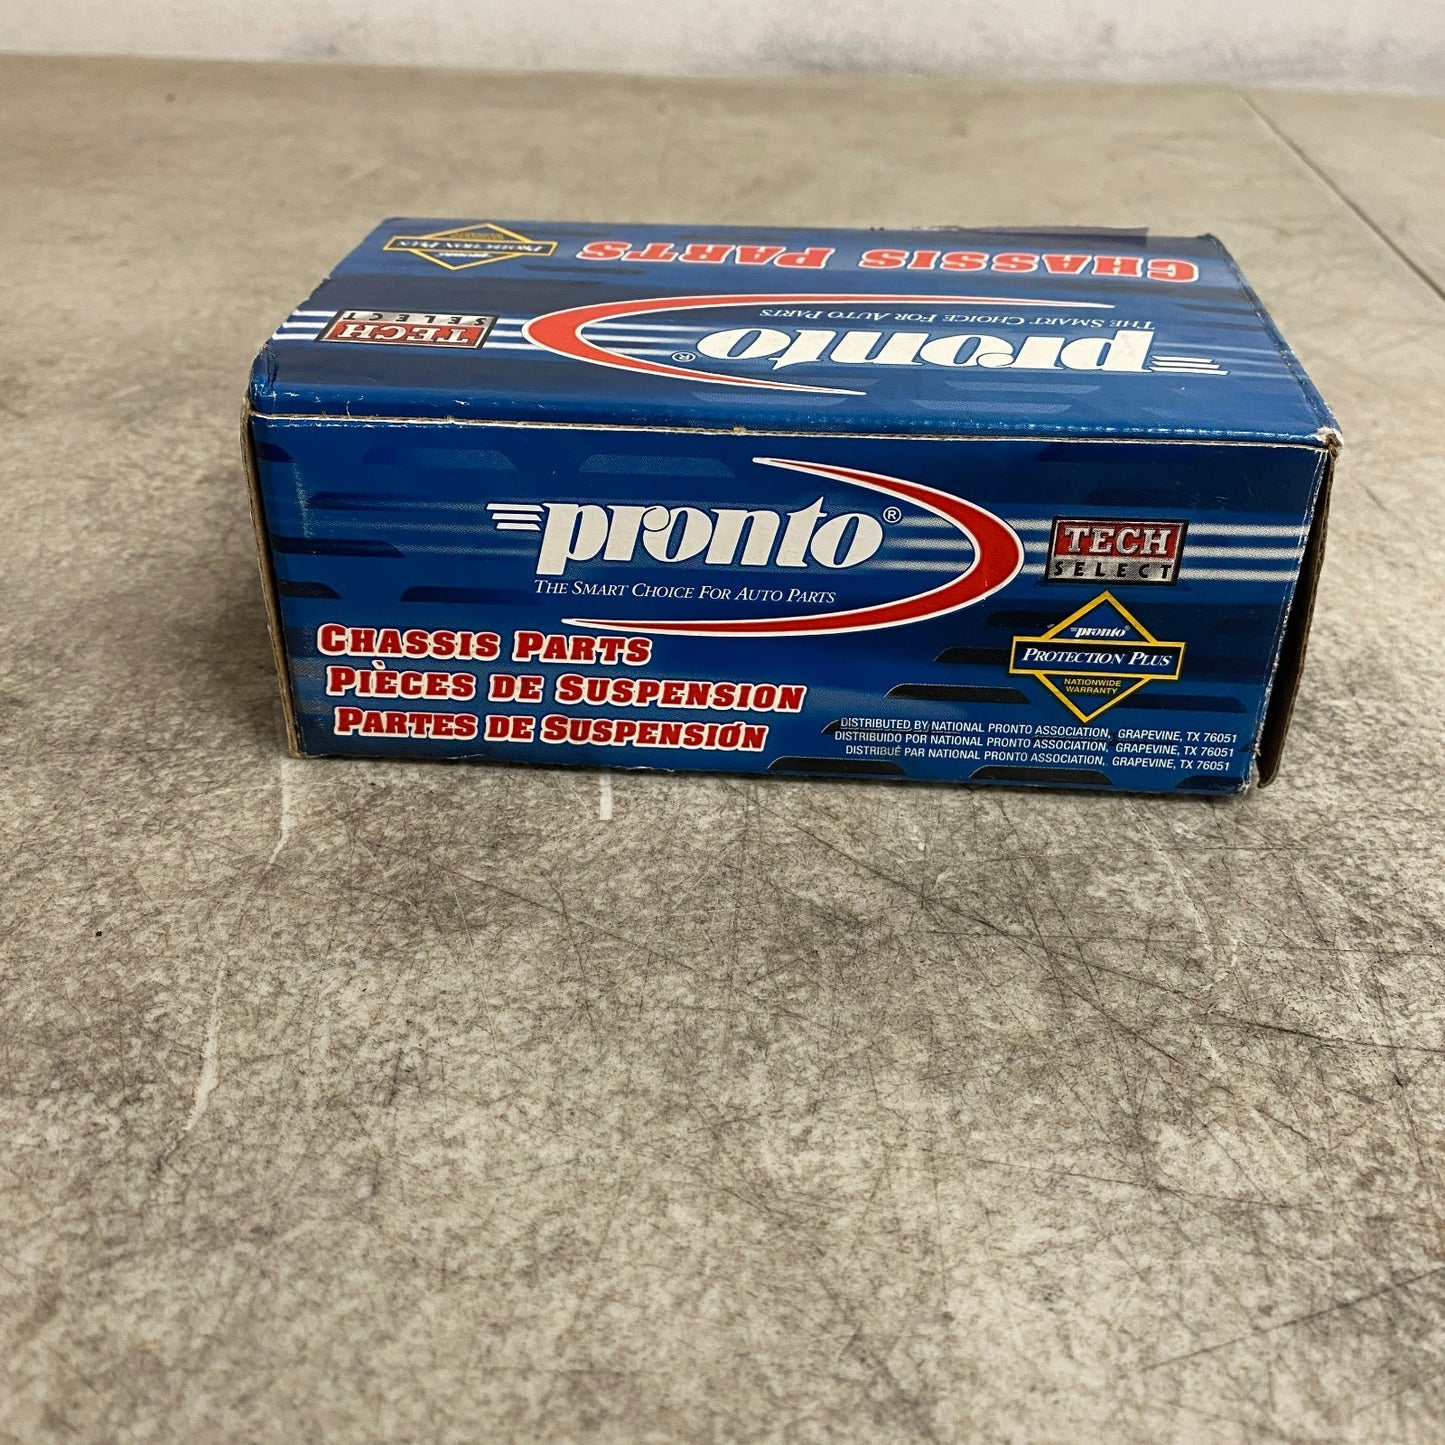 CHASSIS PARTS
pronto
PROTECTION PLUS
TECH
SELECT
THE SMART CHOICE FOR AUTO PARTS
pronto®
pronto®
THE SMART CHOICE FOR AUTO PARTS
TECH
SELECT
CHASSIS PARTS
PIÈCES DE SUSPENSION
PARTES DE SUSPENSIÓN
pronto®
PROTECTION PLUS
NATIONWIDE
WARRANTY
DISTRIBUTED BY NATIONAL PRONTO ASSOCIATION, GRAPEVINE, TX 76051
DISTRIBUIDO POR NATIONAL PRONTO ASSOCIATION, GRAPEVINE, TX 76051
DISTRIBUÉ PAR NATIONAL PRONTO ASSOCIATION, GRAPEVINE, TX 76051